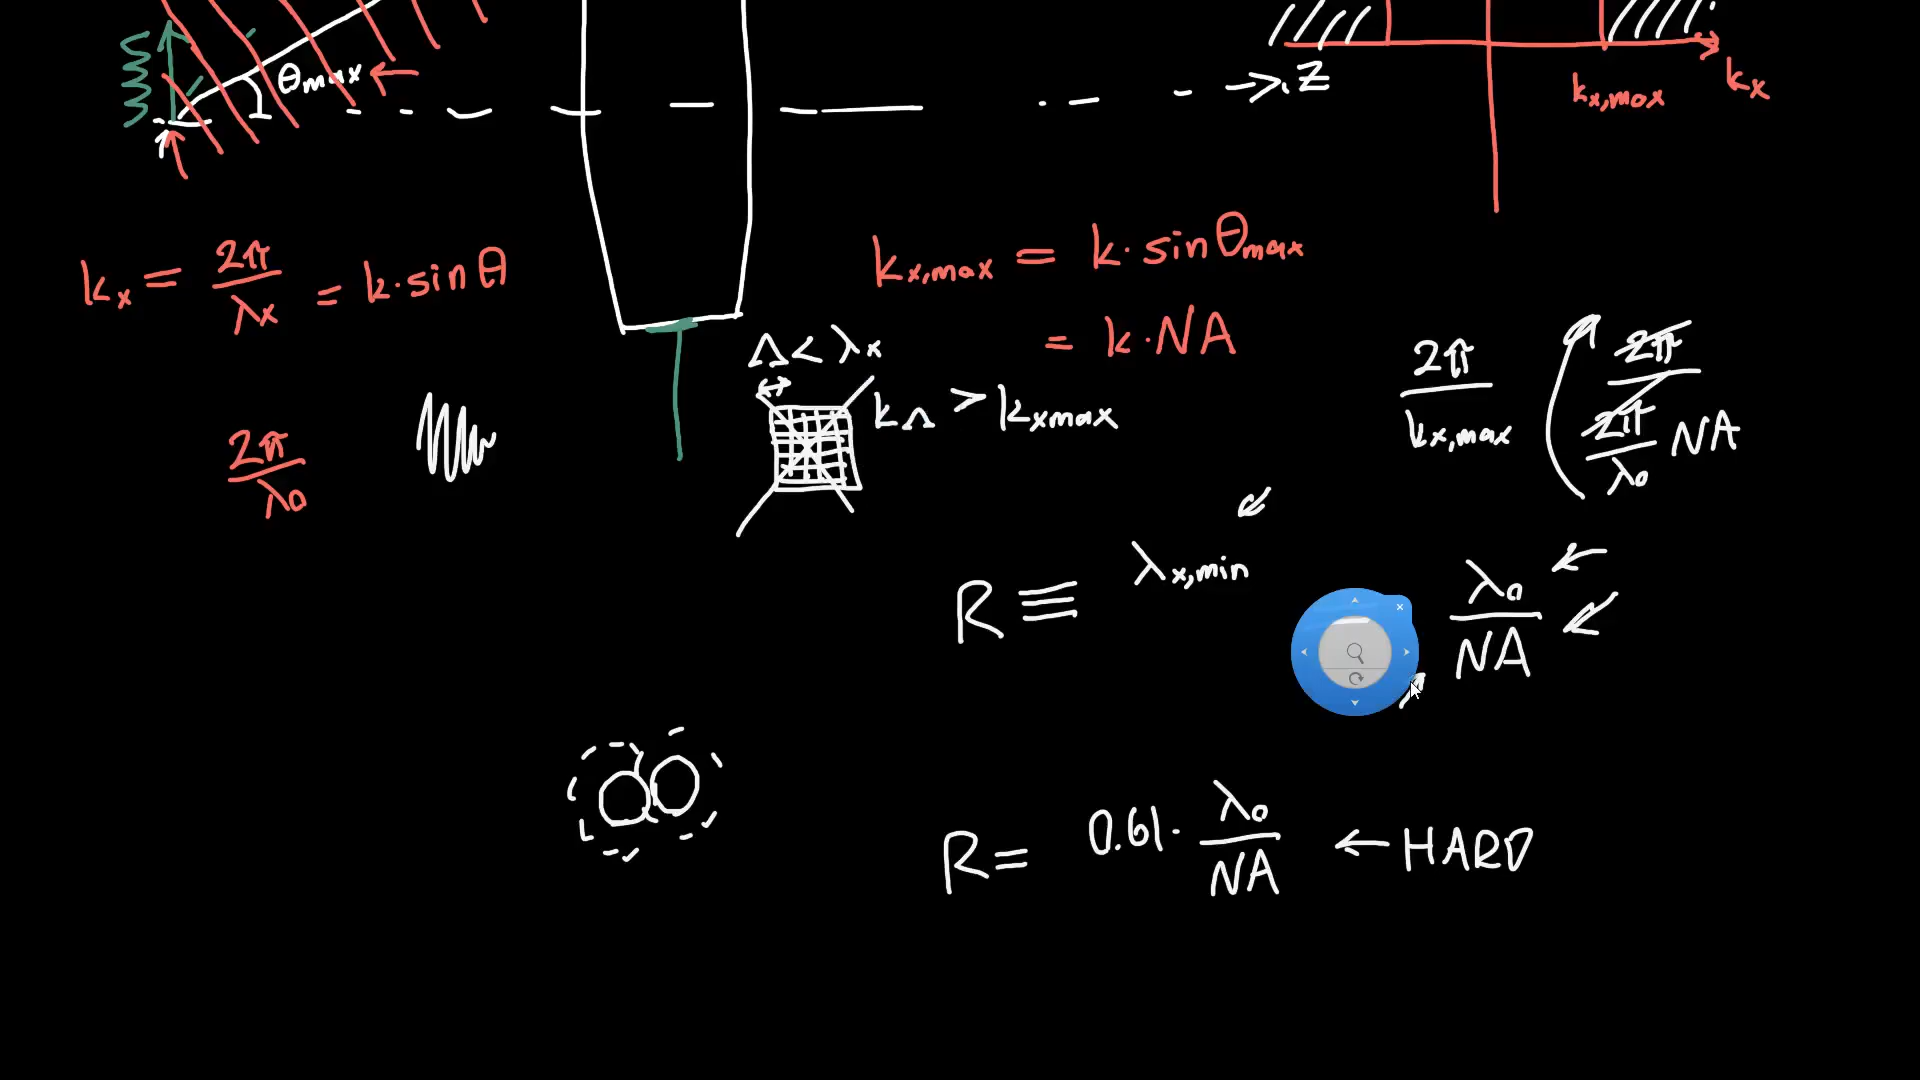 θmax
z
kx,max
kx
kx = 2π/λx = k·sinθ
kx,max = k·sinθmax
= k·NA
Λ < λx
kΛ > kxmax
2π/kx,max
2π/(2π/λ0 NA)
2π/λ0
R ≡ λx,min
λ0/NA
R = 0.61·λ0/NA ← HARD